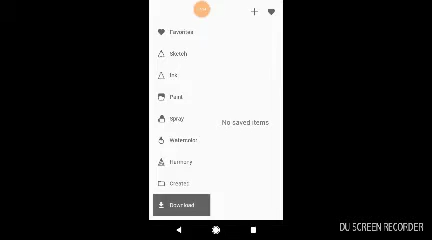 Favorites
Sketch
Ink
Paint
Spray
No saved items
Watercolor
Harmony
Created
Download
DU SCREEN RECORDER